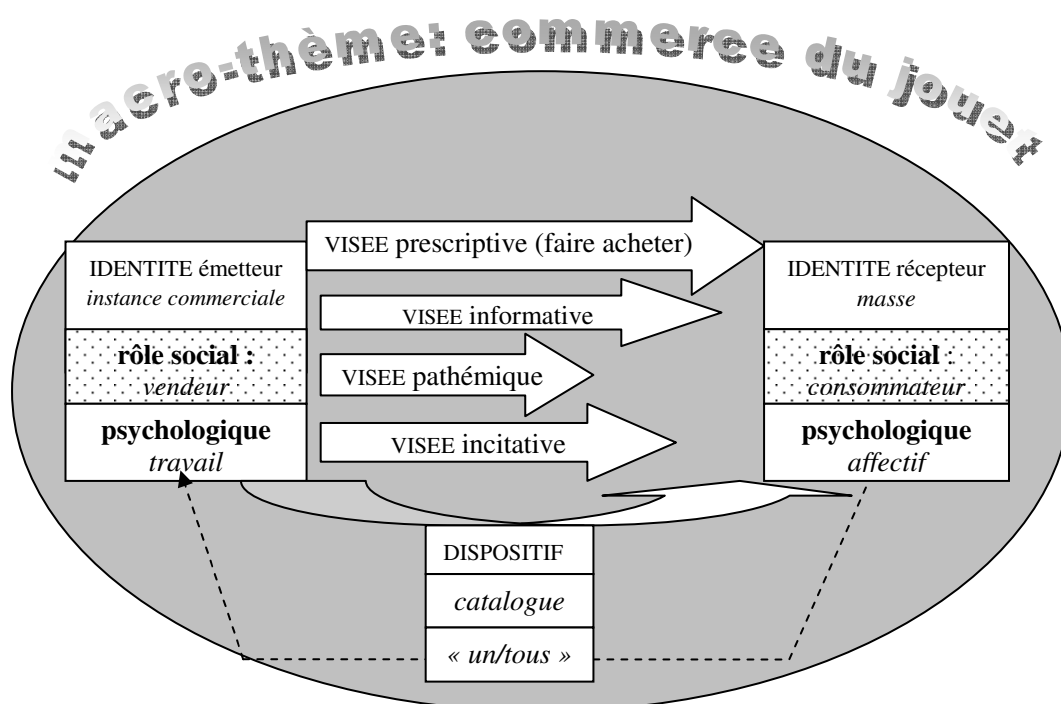 macro-thème: commerce du jouet
IDENTITE émetteur
instance commerciale
rôle social :
vendeur
psychologique
travail
VISEE prescriptive (faire acheter)
VISEE informative
VISEE pathémique
VISEE incitative
IDENTITE récepteur
masse
rôle social :
consommateur
psychologique
affectif
DISPOSITIF
catalogue
« un/tous »